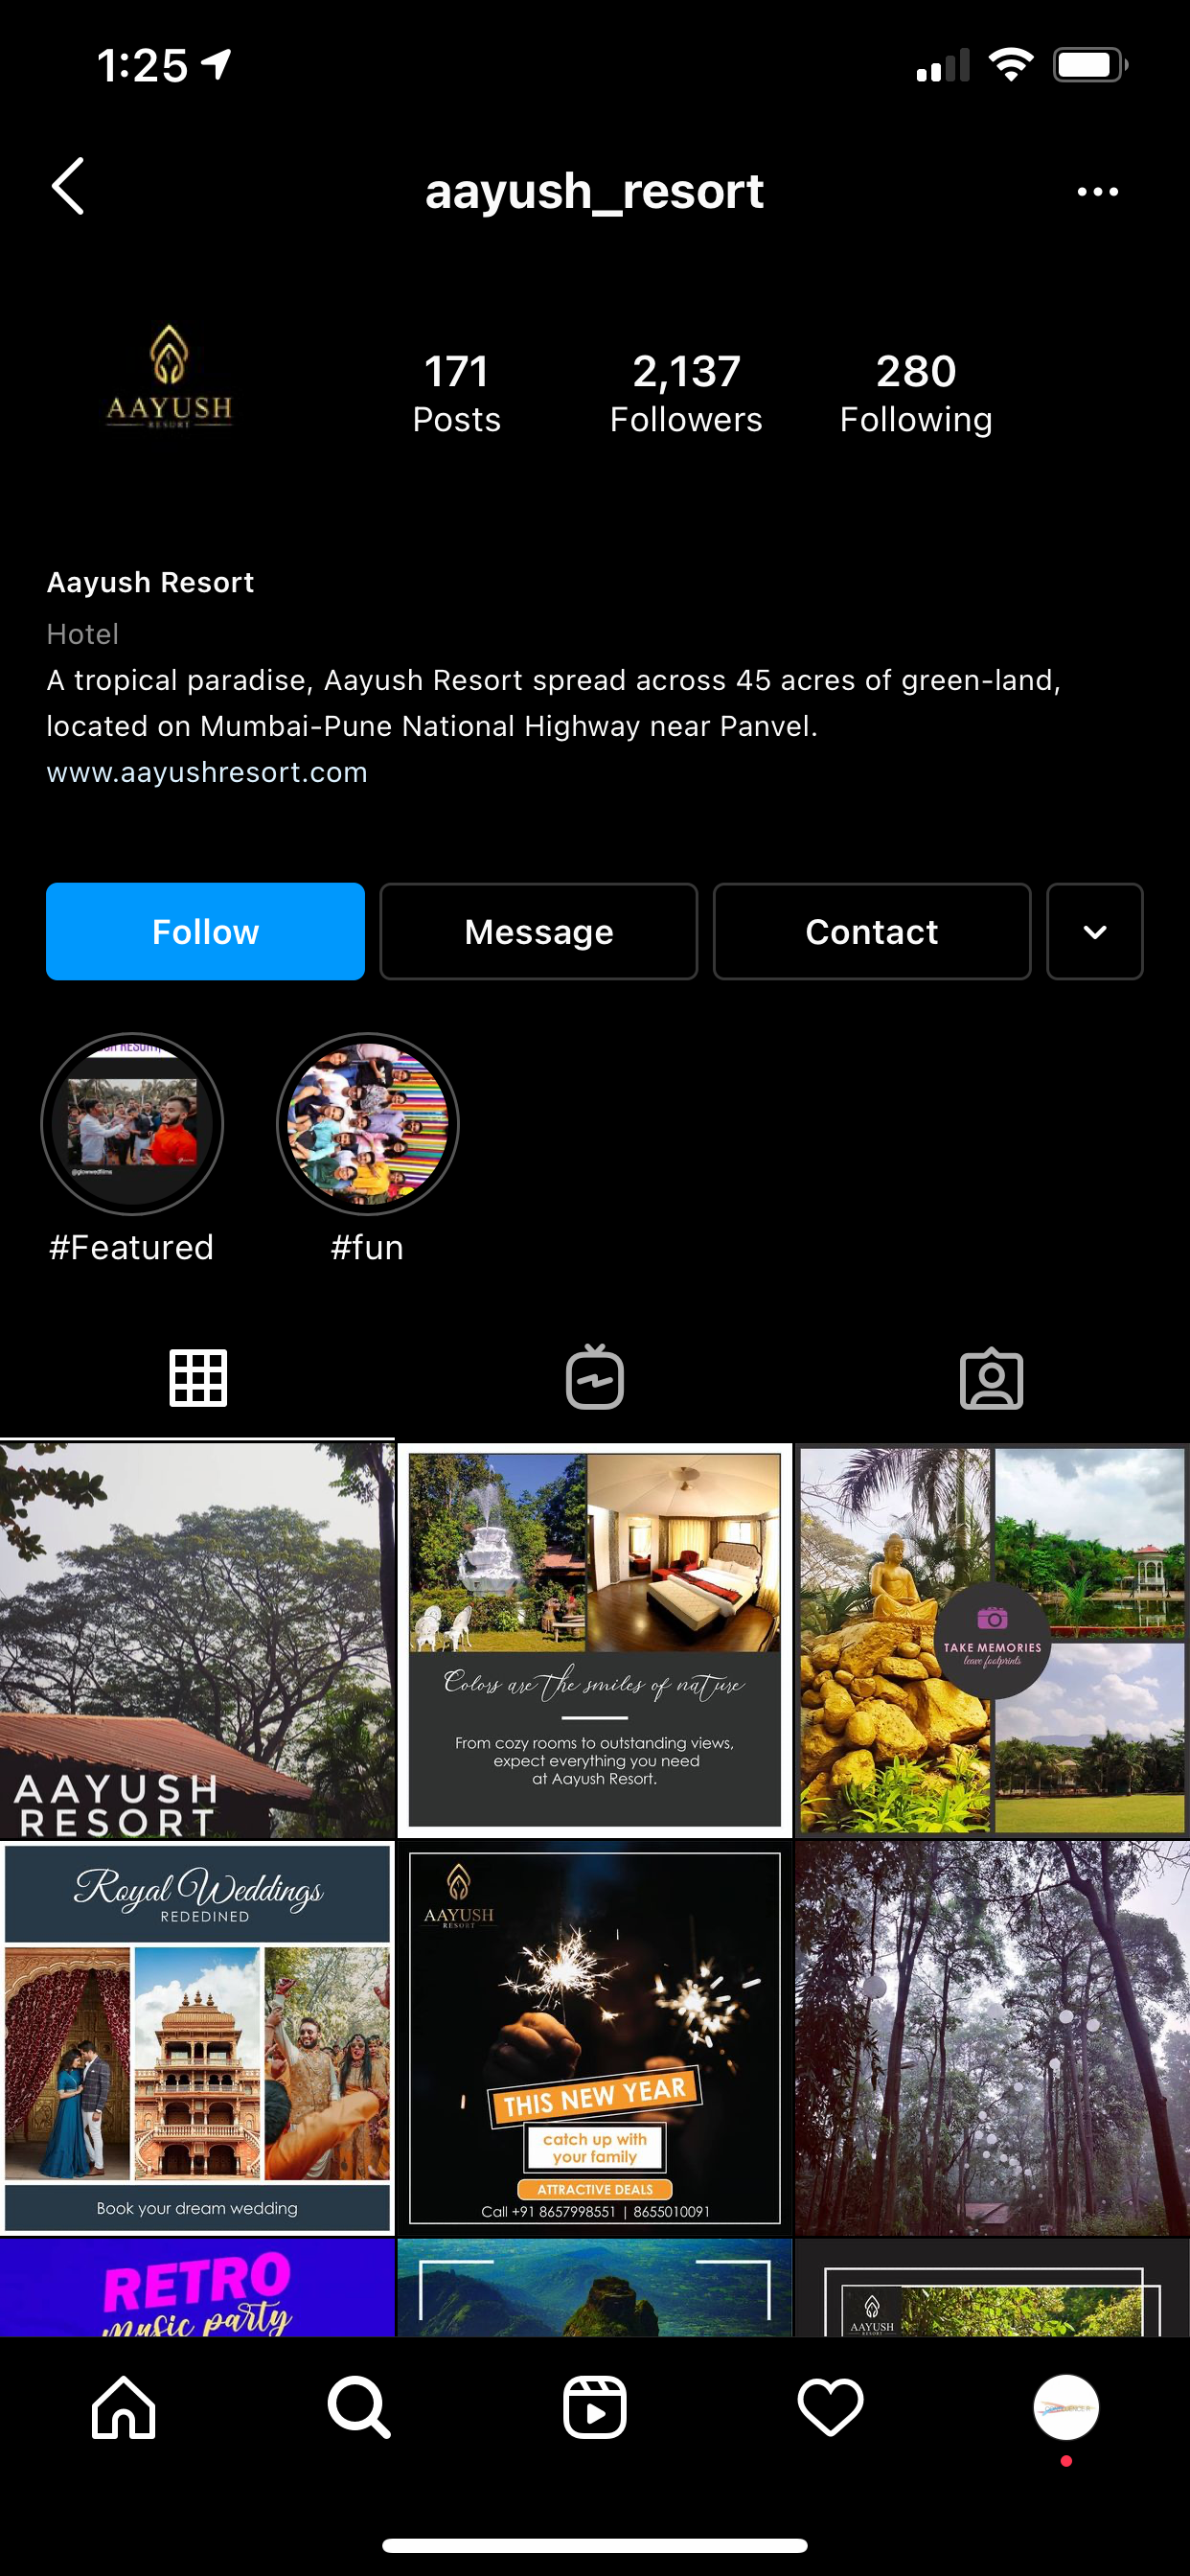 1:25
aayush_resort
AAYUSH
RESORT
171
Posts
2,137
Followers
280
Following
Aayush Resort
Hotel
A tropical paradise, Aayush Resort spread across 45 acres of green-land,
located on Mumbai-Pune National Highway near Panvel.
www.aayushresort.com
Follow
Message
Contact
#Featured
#fun
AAYUSH
RESORT
Colors are the smiles of nature
From cozy rooms to outstanding views,
expect everything you need
at Aayush Resort.
TAKE MEMORIES
leave footprints
Royal Weddings
REDEDINED
Book your dream wedding
AAYUSH
RESORT
THIS NEW YEAR
catch up with
your family
ATTRACTIVE DEALS
Call +91 8657998551 | 8655010091
RETRO
music party
AAYUSH